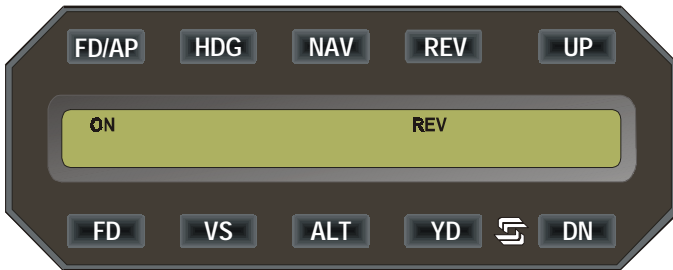 FD/AP HDG NAV REV UP
ON REV
FD VS ALT YD DN